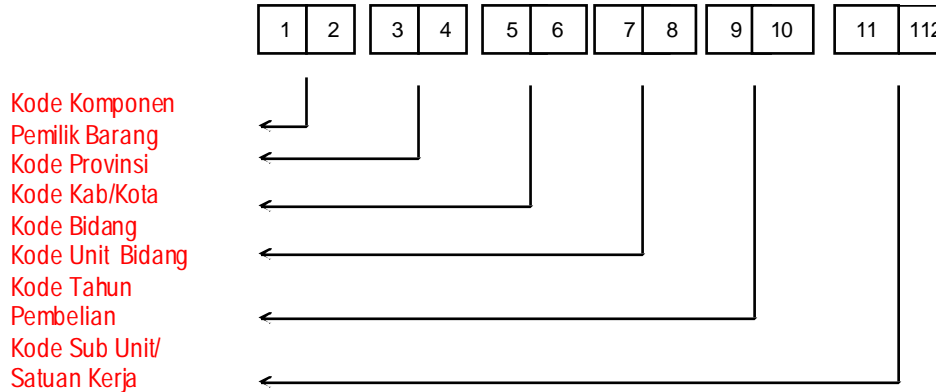 1 2 3 4 5 6 7 8 9 10 11 112
Kode Komponen
Pemilik Barang
Kode Provinsi
Kode Kab/Kota
Kode Bidang
Kode Unit Bidang
Kode Tahun
Pembelian
Kode Sub Unit/
Satuan Kerja